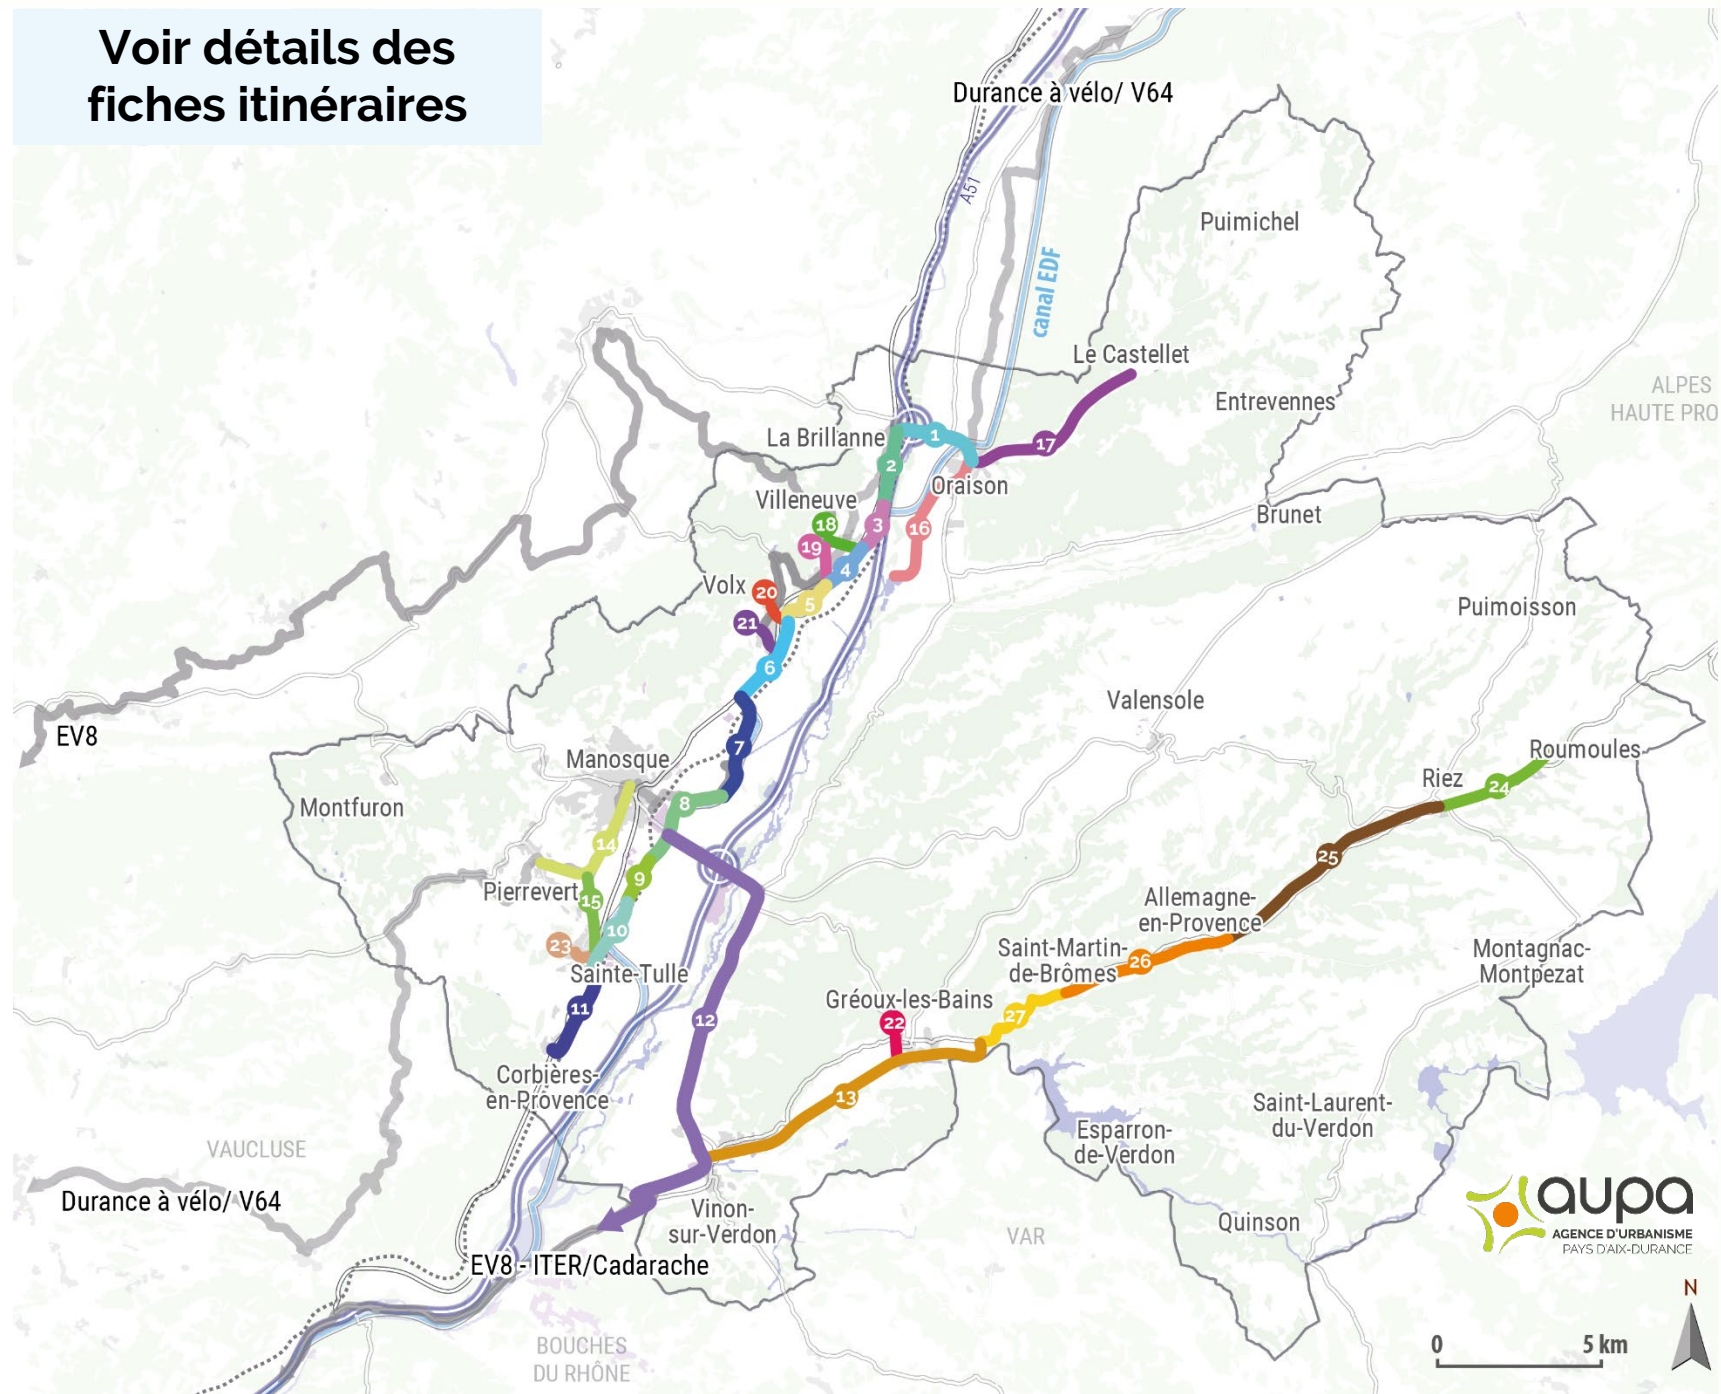 Voir détails des
fiches itinéraires
Durance à vélo/ V64
A51
canal EDF
Puimichel
Le Castellet
Entrevennes
ALPES
HAUTE PRO
La Brillanne
1
17
2
Oraison
Villeneuve
18
3
16
Brunet
19
4
Volx
20
5
21
6
Puimoisson
Valensole
EV8
7
Manosque
Roumoules
Riez
24
Montfuron
8
14
25
9
Pierrevert
15
Allemagne-
en-Provence
10
23
Saint-Martin-
de-Brômes
26
Montagnac-
Montpezat
Sainte-Tulle
11
12
Gréoux-les-Bains
22
27
Corbières-
en-Provence
13
Saint-Laurent-
du-Verdon
Esparron-
de-Verdon
VAUCLUSE
Durance à vélo/ V64
Vinon-
sur-Verdon
VAR
Quinson
EV8 - ITER/Cadarache
BOUCHES
DU RHÔNE
aupa
AGENCE D'URBANISME
PAYS D'AIX-DURANCE
N
0
5 km